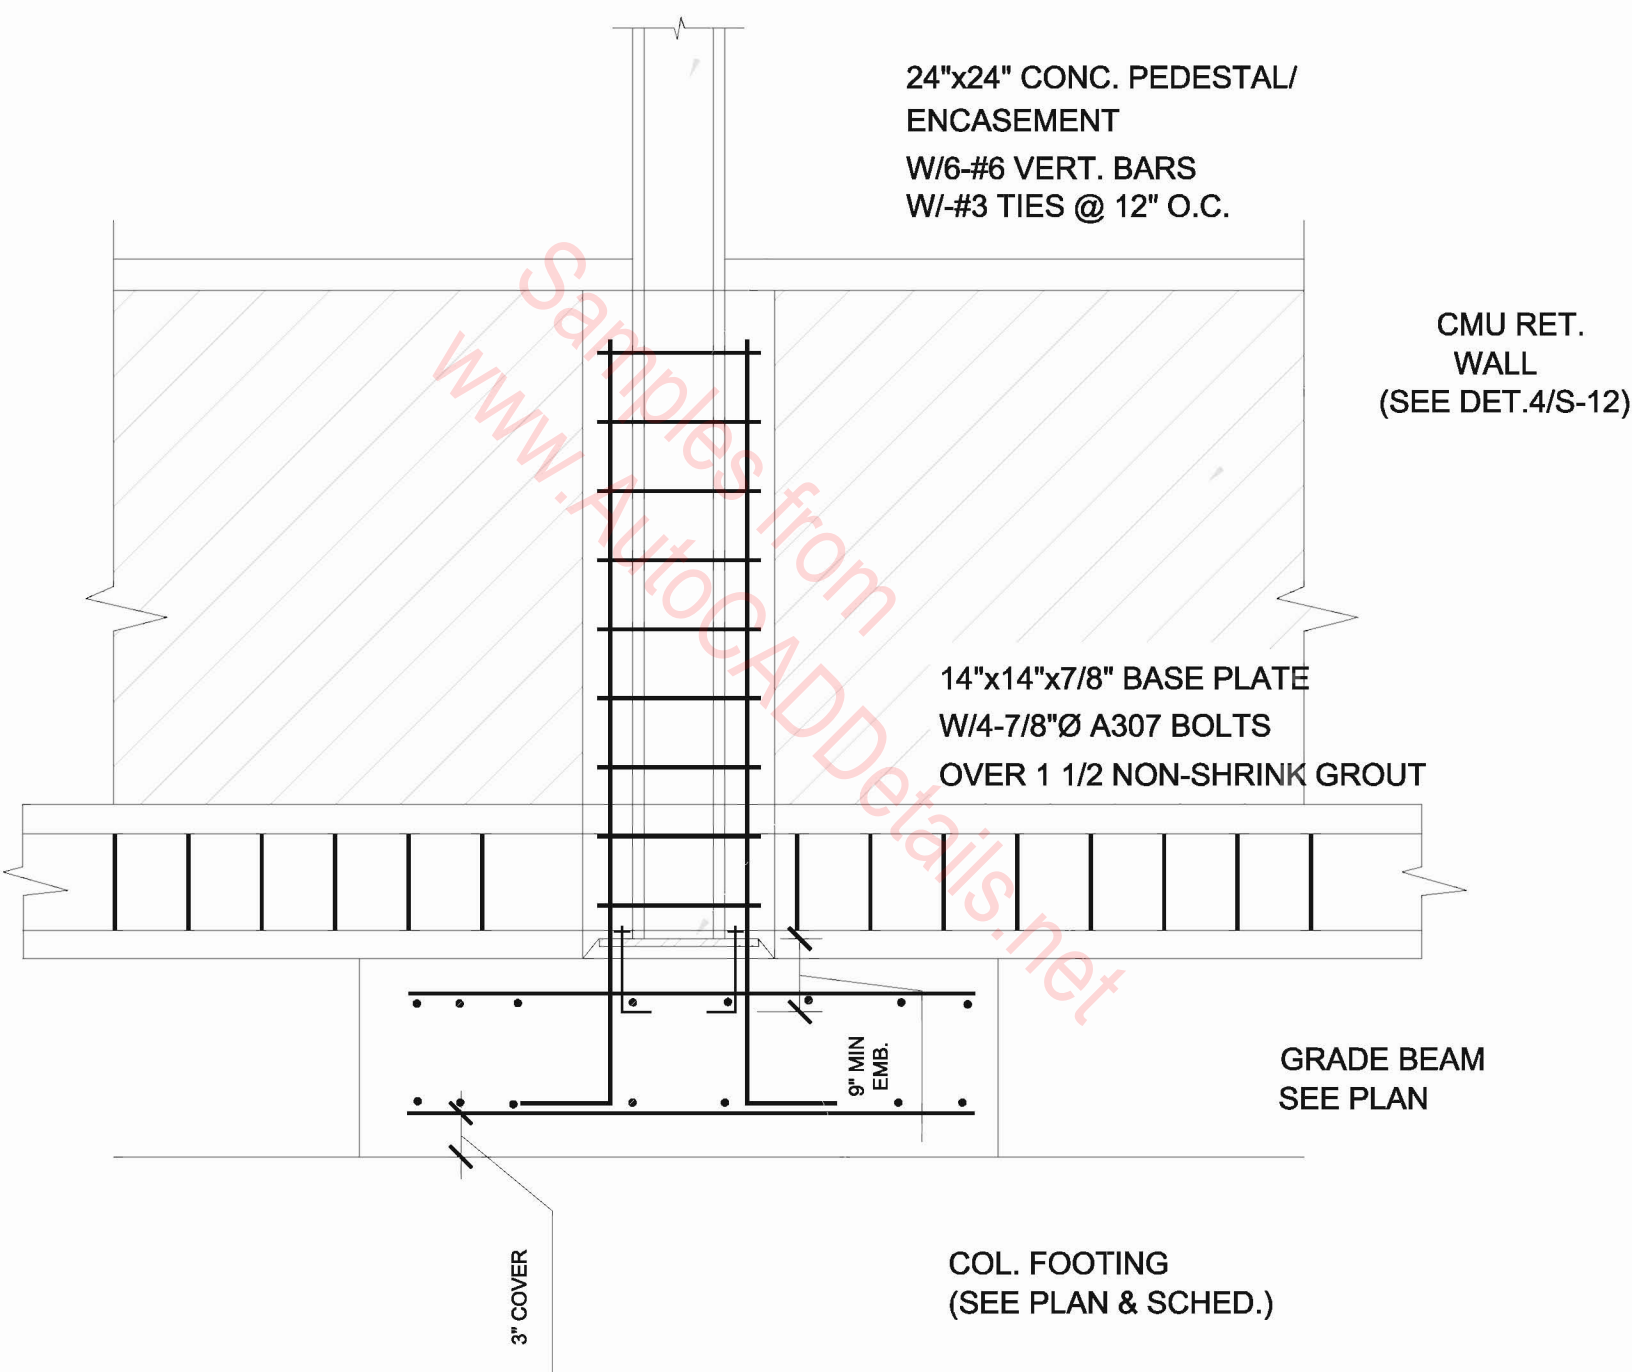 24"x24" CONC. PEDESTAL/
ENCASEMENT
W/6-#6 VERT. BARS
W/-#3 TIES @ 12" O.C.
CMU RET.
WALL
(SEE DET.4/S-12)
Samples from
www.AutoCADDetails.net
14"x14"x7/8" BASE PLATE
W/4-7/8"Ø A307 BOLTS
OVER 1 1/2 NON-SHRINK GROUT
9" MIN
EMB.
GRADE BEAM
SEE PLAN
3" COVER
COL. FOOTING
(SEE PLAN & SCHED.)